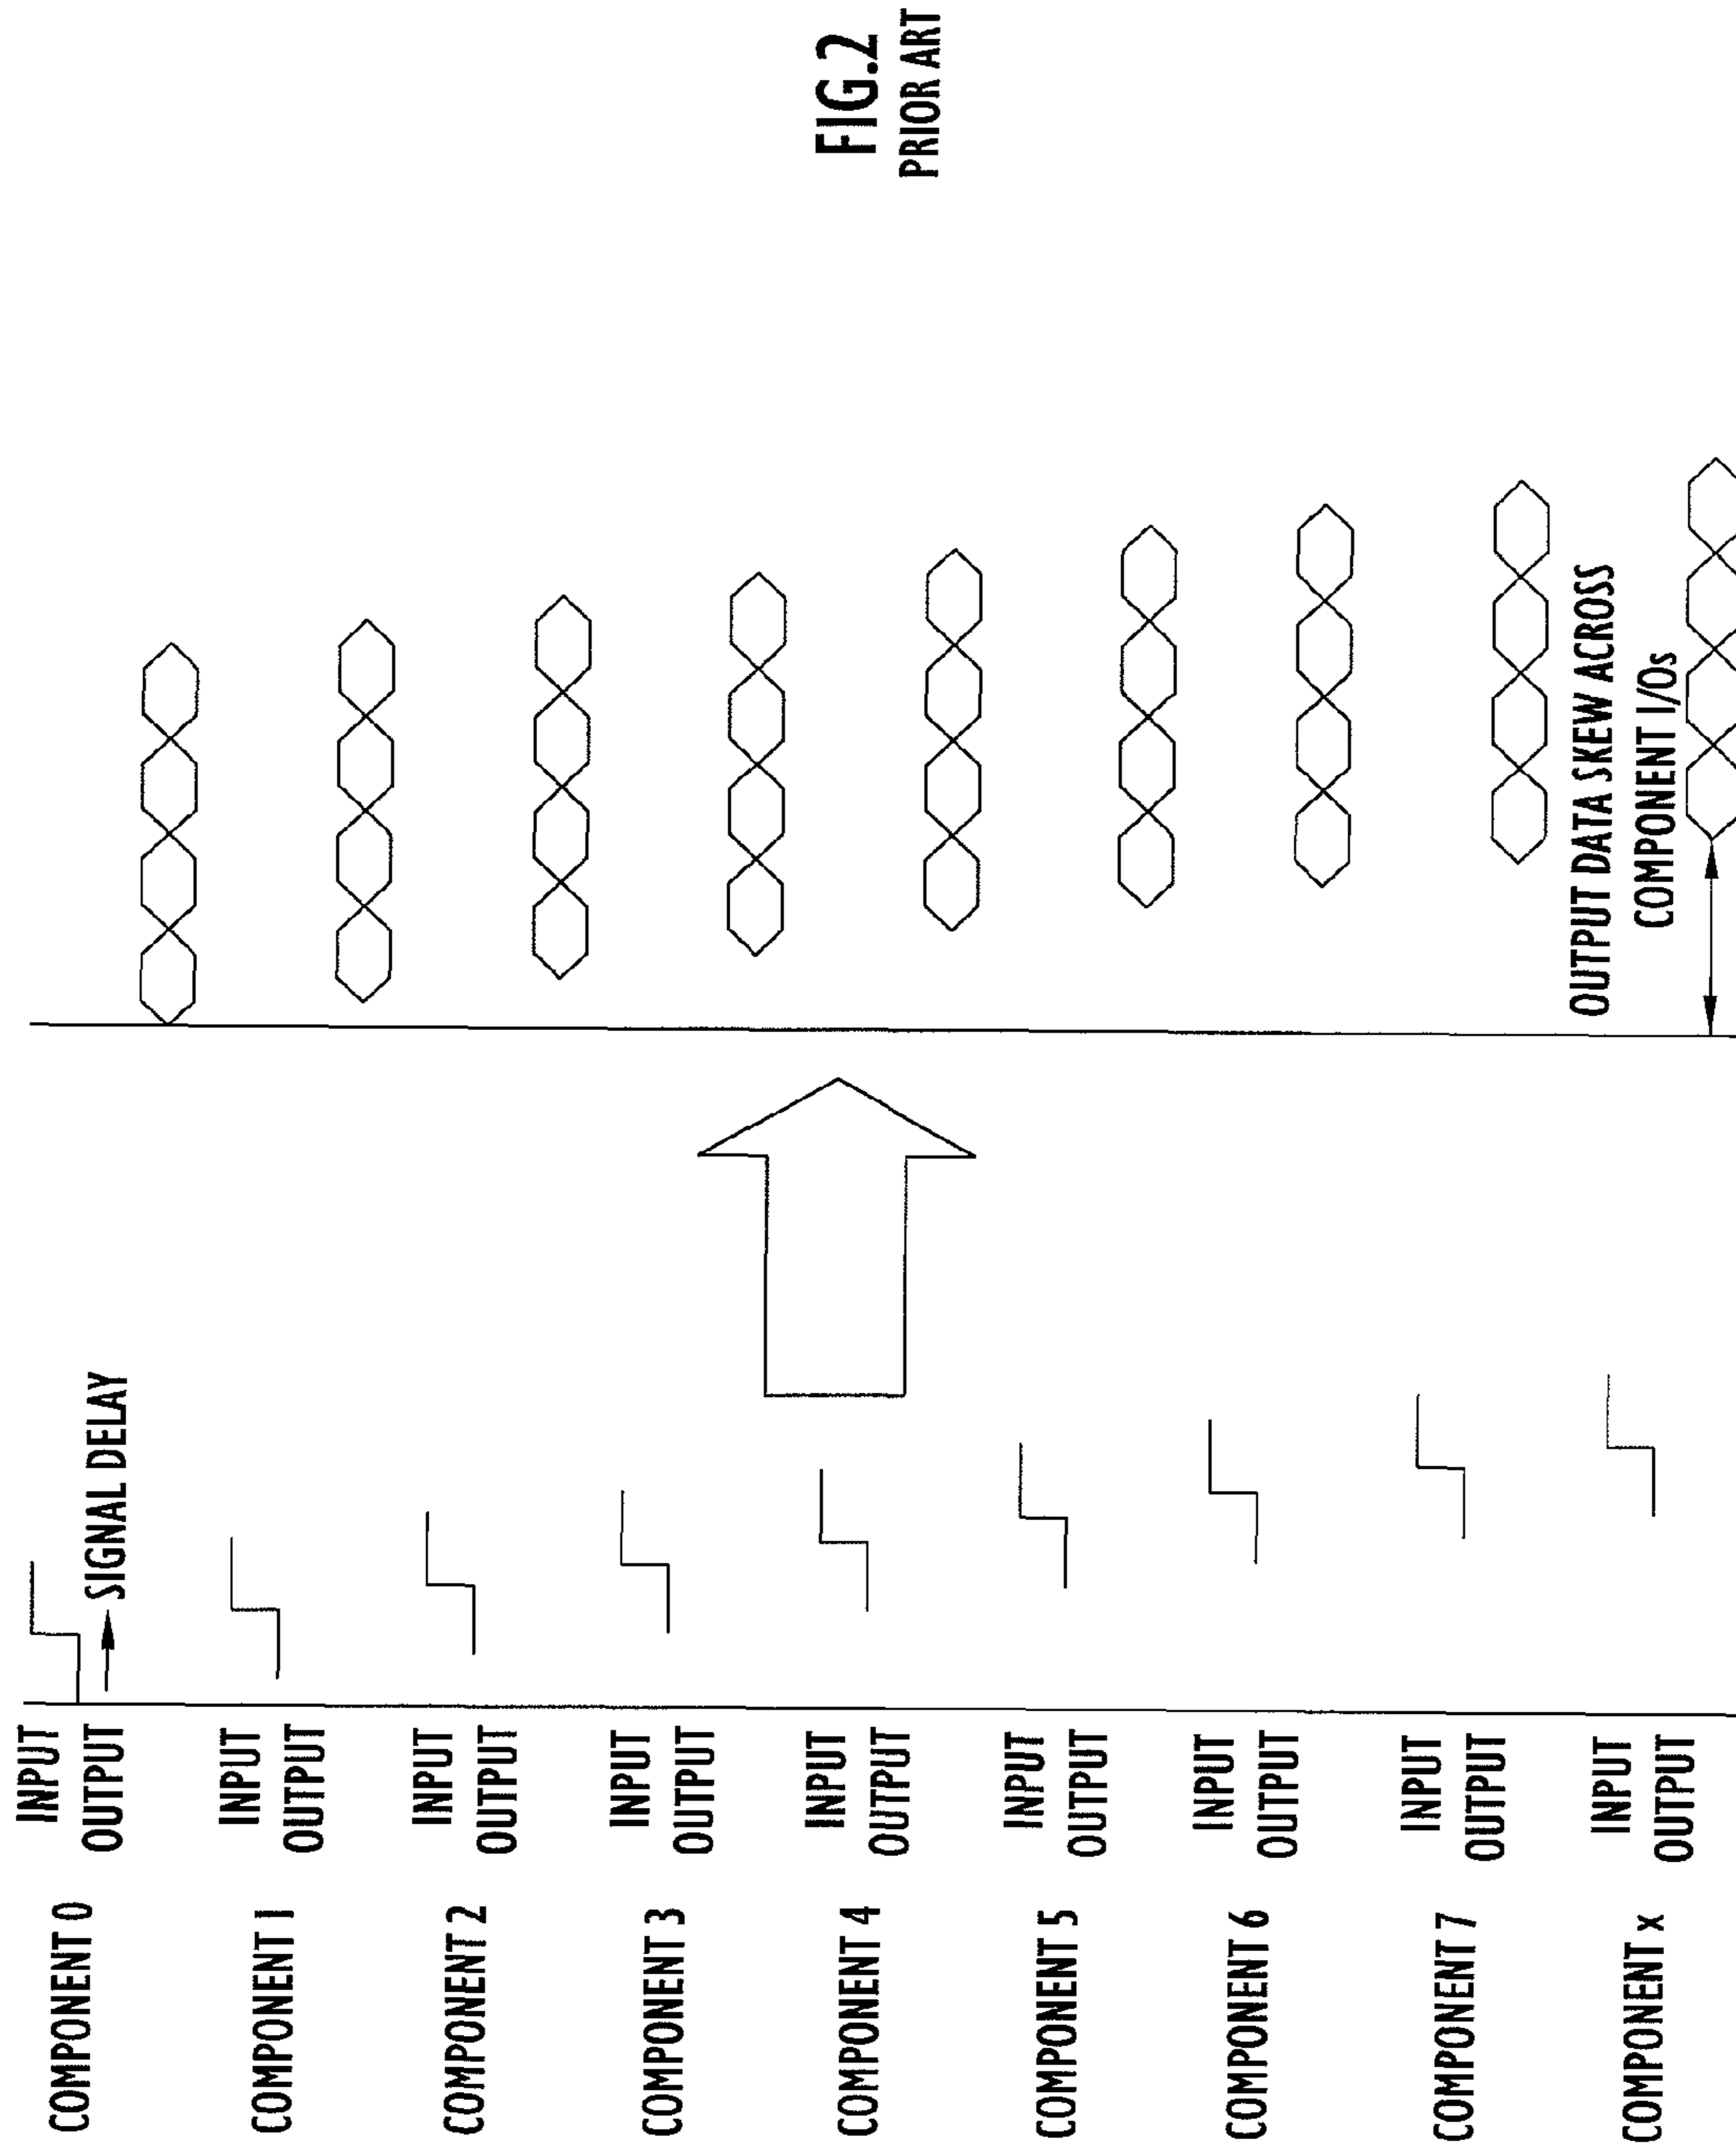 COMPONENT 0
INPUT
OUTPUT
SIGNAL DELAY
COMPONENT 1
INPUT
OUTPUT
COMPONENT 2
INPUT
OUTPUT
COMPONENT 3
INPUT
OUTPUT
COMPONENT 4
INPUT
OUTPUT
COMPONENT 5
INPUT
OUTPUT
COMPONENT 6
INPUT
OUTPUT
COMPONENT 7
INPUT
OUTPUT
COMPONENT x
INPUT
OUTPUT
OUTPUT DATA SKEW ACROSS
COMPONENT I/Os
FIG.2
PRIOR ART